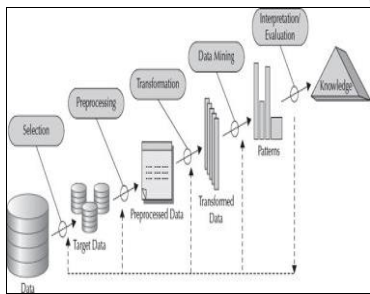 Interpretation/
Evaluation
Data Mining
Transformation
Preprocessing
Selection
Knowledge
Patterns
Transformed
Data
Preprocessed Data
Target Data
Data